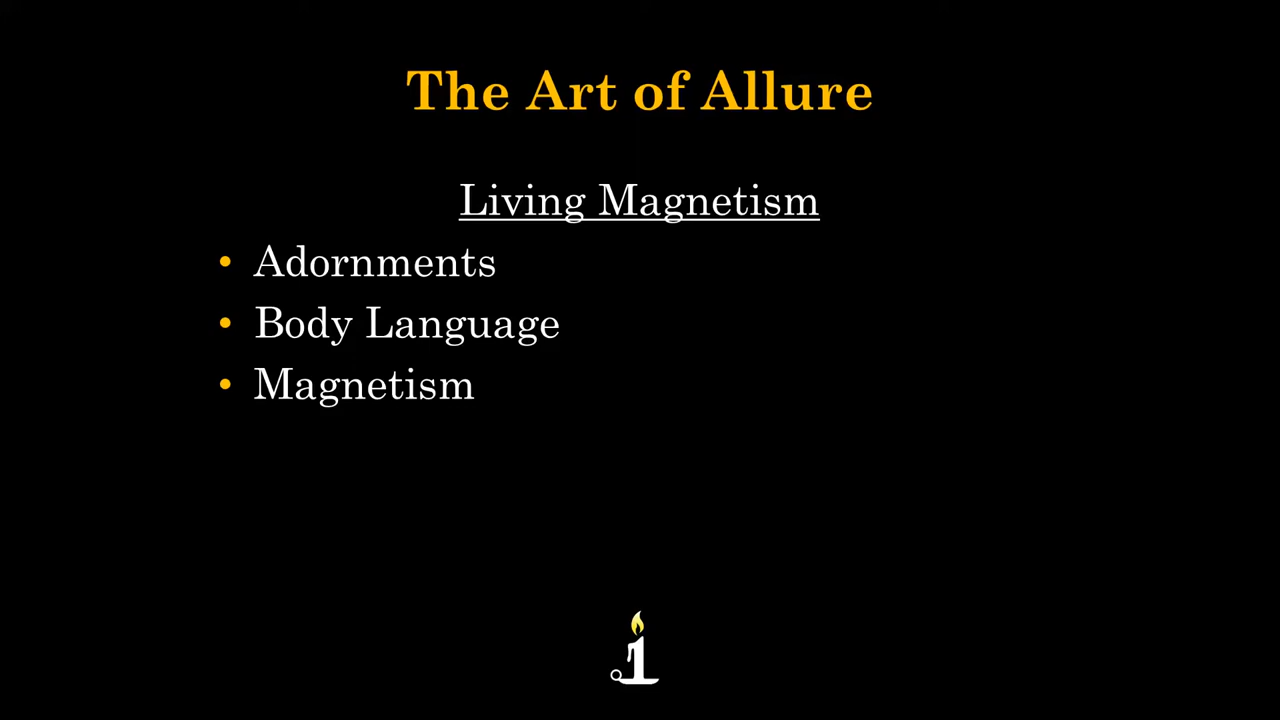 The Art of Allure
Living Magnetism
• Adornments
• Body Language
• Magnetism